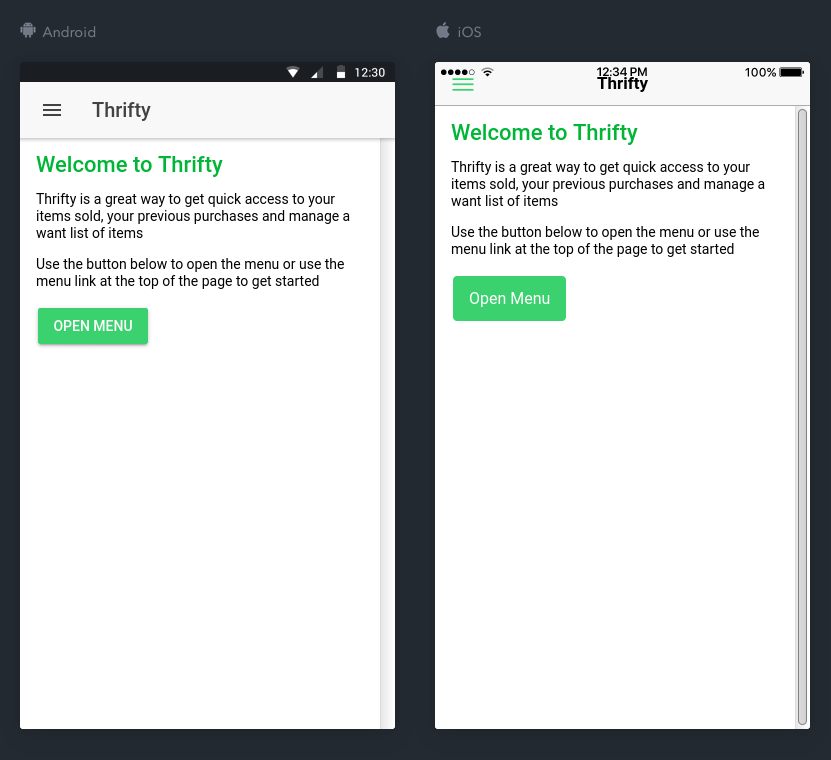 Android
12:30
Thrifty
Welcome to Thrifty
Thrifty is a great way to get quick access to your
items sold, your previous purchases and manage a
want list of items
Use the button below to open the menu or use the
menu link at the top of the page to get started
OPEN MENU
iOS
12:34 PM
100%
Thrifty
Welcome to Thrifty
Thrifty is a great way to get quick access to your
items sold, your previous purchases and manage a
want list of items
Use the button below to open the menu or use the
menu link at the top of the page to get started
Open Menu